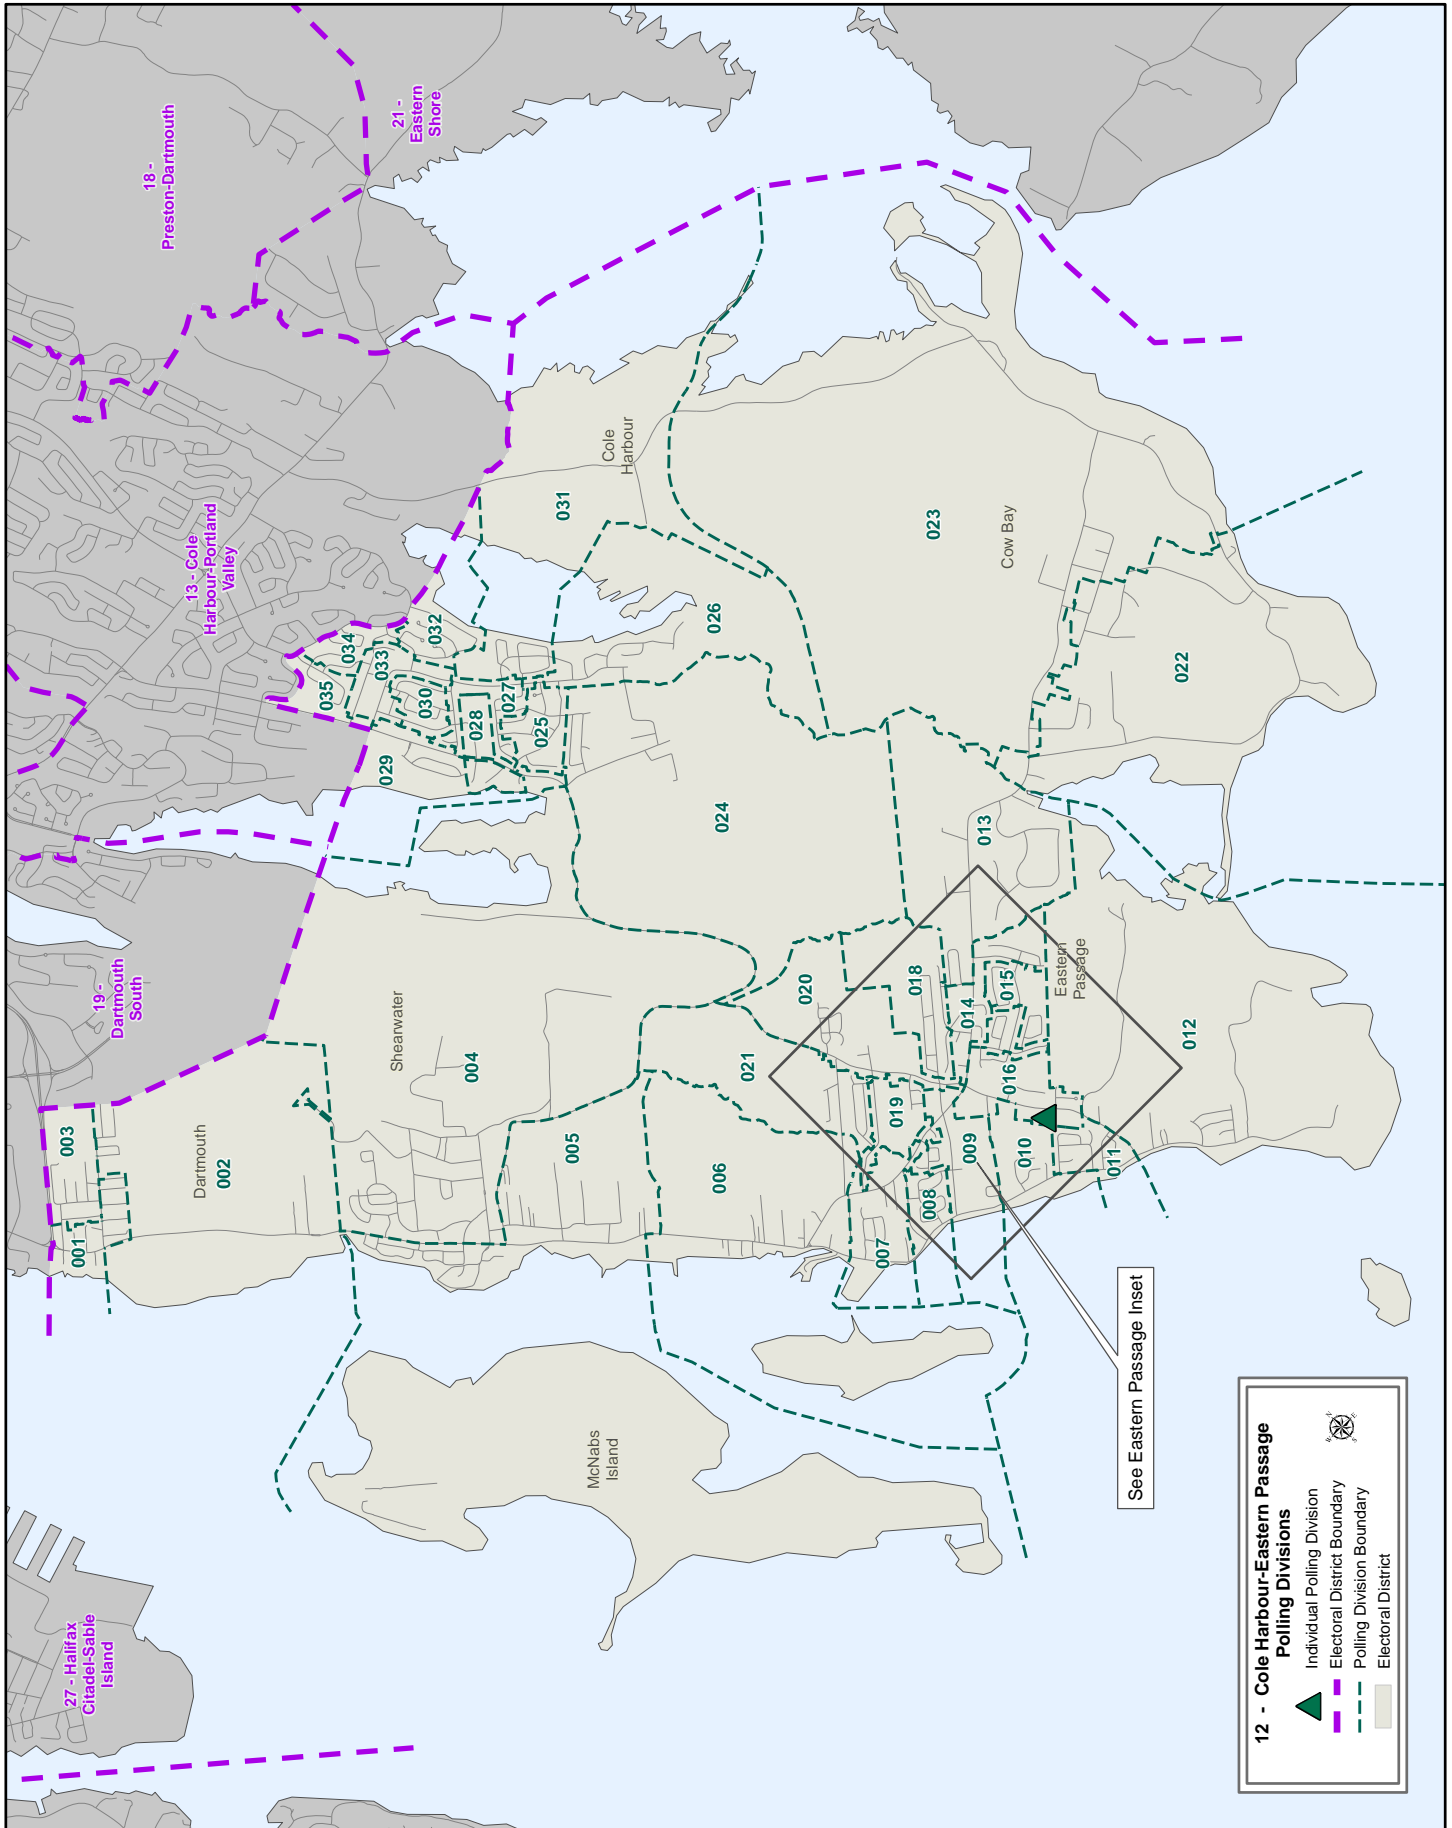 27 - Halifax
Citadel-Sable
Island
19 -
Dartmouth
South
13 - Cole
Harbour-Portland
Valley
18 -
Preston-Dartmouth
21 -
Eastern
Shore
001
003
Dartmouth
002
Shearwater
004
005
006
McNabs
Island
029
035
034
033
032
030
028
027
025
031
Cole
Harbour
026
024
023
Cow Bay
022
021
020
018
019
013
014
015
016
Eastern
Passage
007
008
009
010
011
012
See Eastern Passage Inset
12 - Cole Harbour-Eastern Passage
Polling Divisions
Individual Polling Division
Electoral District Boundary
Polling Division Boundary
Electoral District